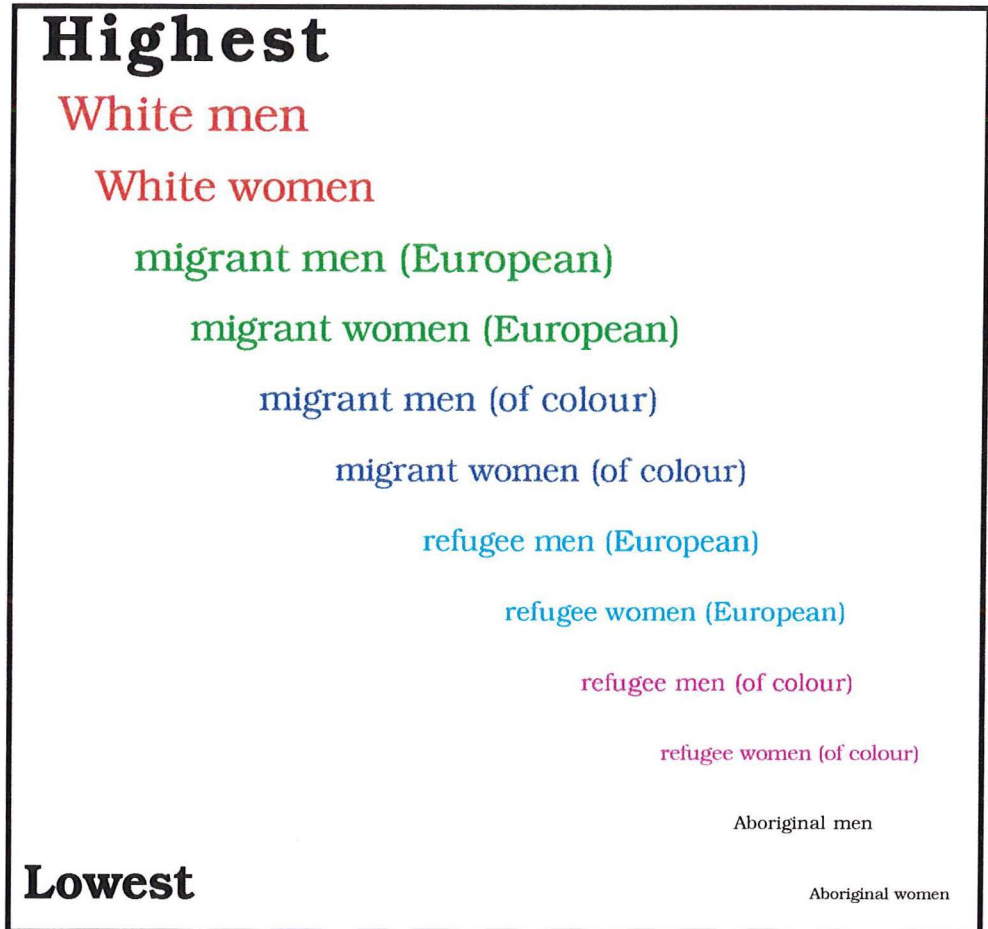 Highest
White men
White women
migrant men (European)
migrant women (European)
migrant men (of colour)
migrant women (of colour)
refugee men (European)
refugee women (European)
refugee men (of colour)
refugee women (of colour)
Aboriginal men
Lowest
Aboriginal women